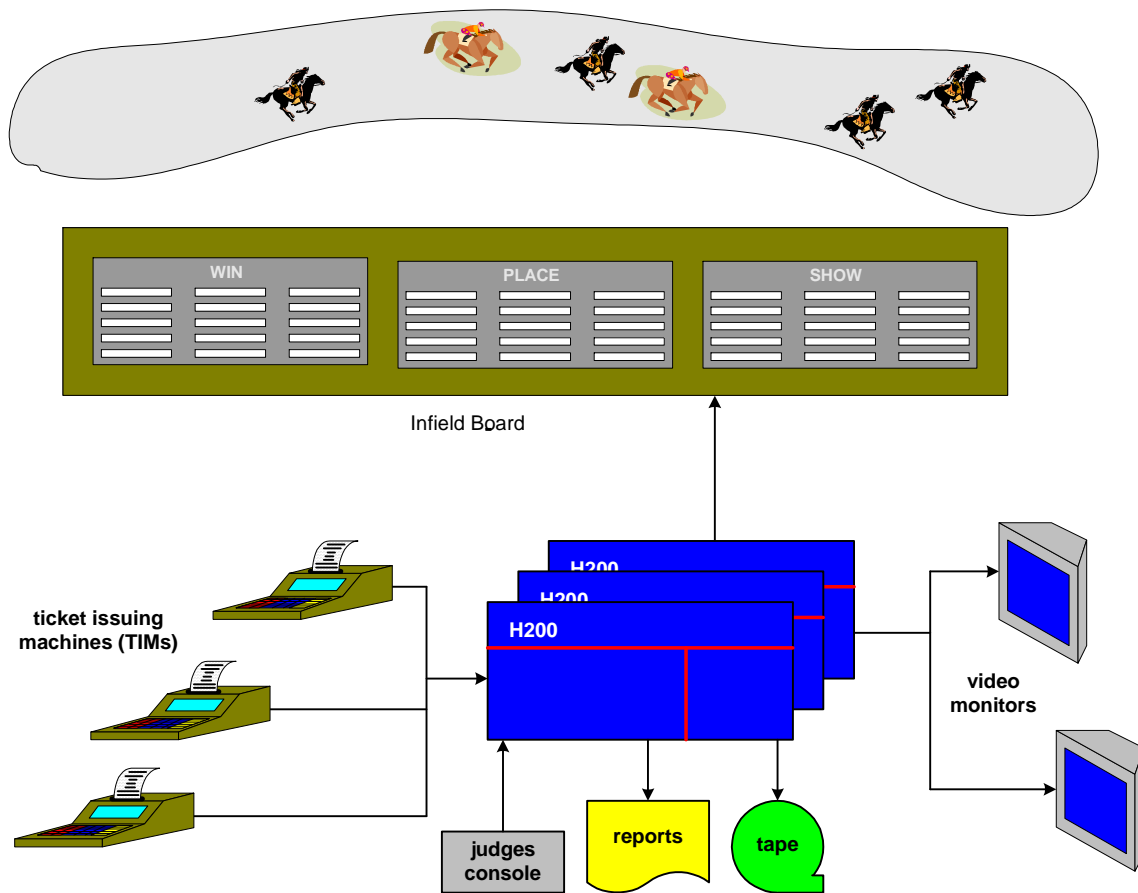 WIN
PLACE
SHOW
Infield Board
H200
H200
H200
ticket issuing
machines (TIMs)
video
monitors
judges
console
reports
tape